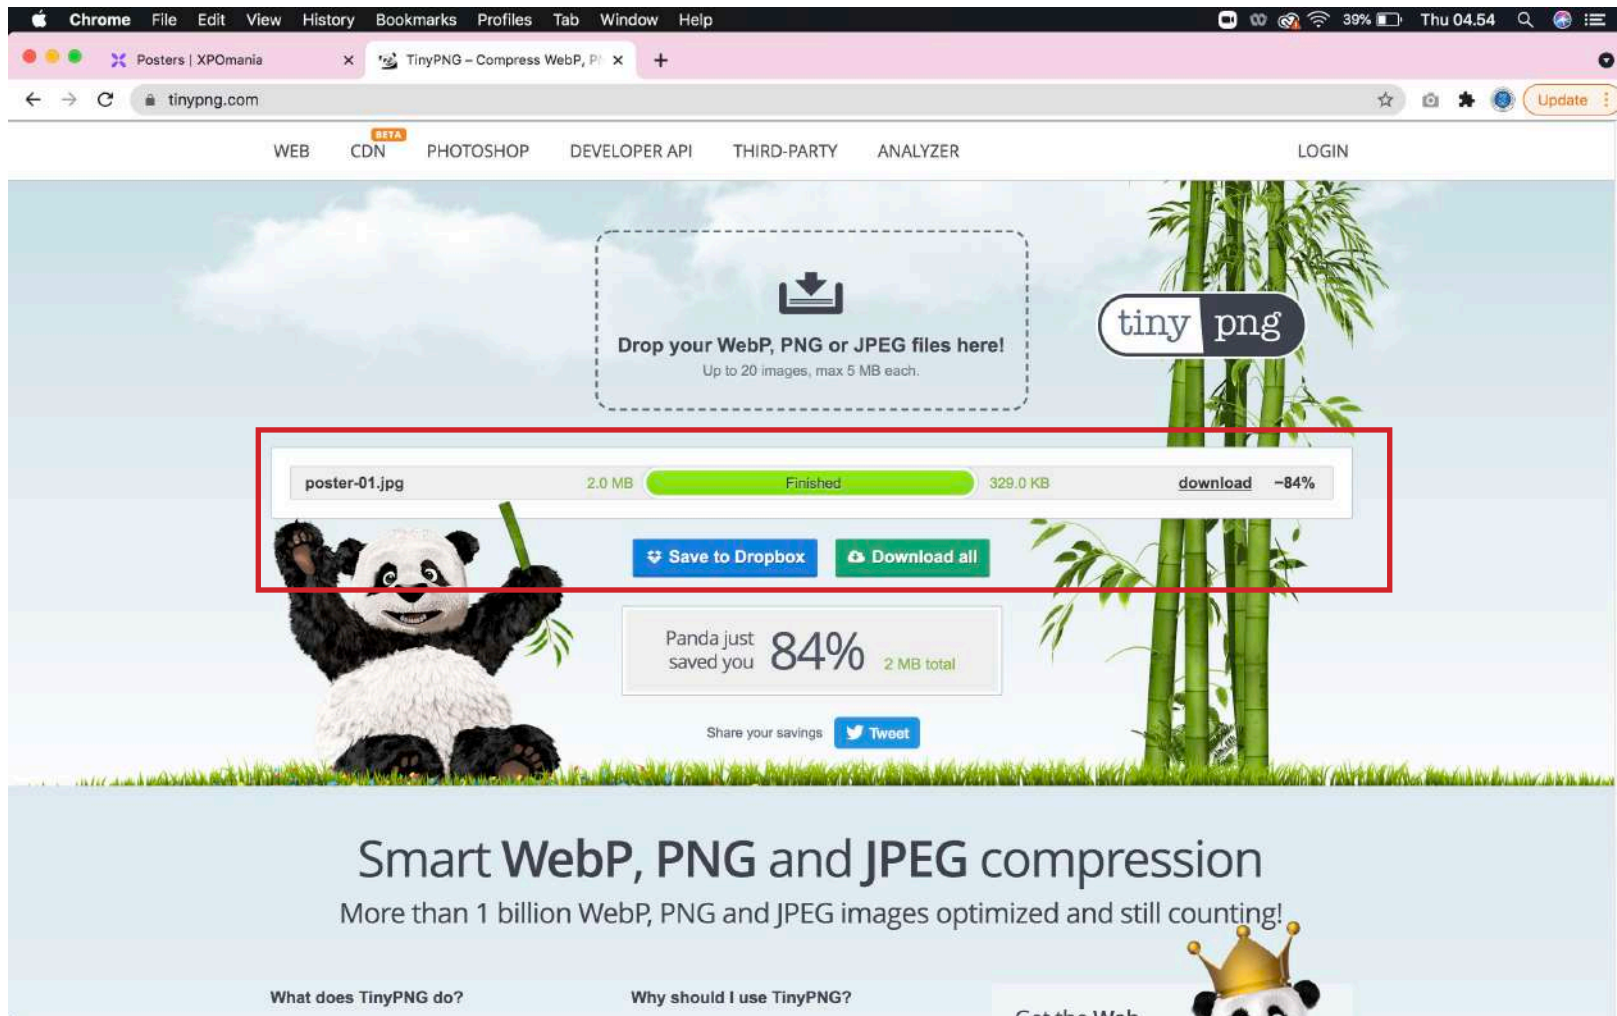 Chrome File Edit View History Bookmarks Profiles Tab Window Help 39% Thu 04.54
Posters | XPOmania TinyPNG – Compress WebP,
tinypng.com Update
WEB CDN BETA PHOTOSHOP DEVELOPER API THIRD-PARTY ANALYZER LOGIN
Drop your WebP, PNG or JPEG files here!
Up to 20 images, max 5 MB each.
tiny png
poster-01.jpg 2.0 MB Finished 329.0 KB download −84%
Save to Dropbox Download all
Panda just
saved you 84% 2 MB total
Share your savings Tweet
Smart WebP, PNG and JPEG compression
More than 1 billion WebP, PNG and JPEG images optimized and still counting!
What does TinyPNG do? Why should I use TinyPNG?
Get the Web